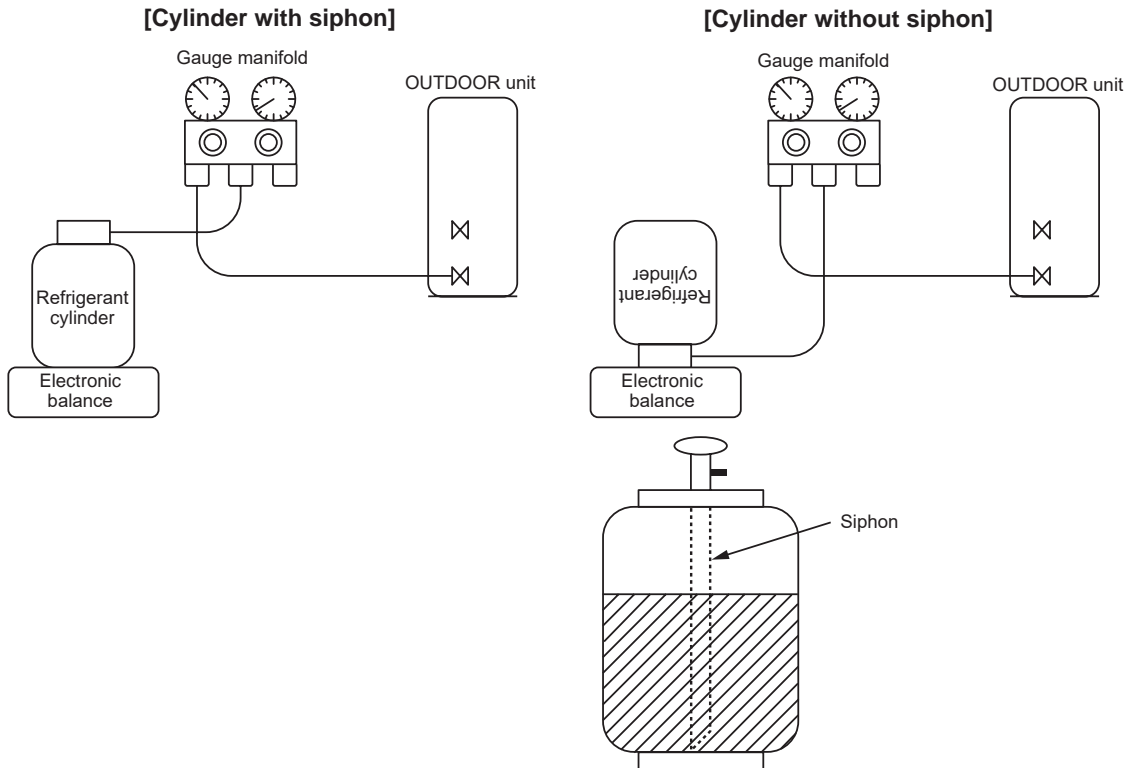 [Cylinder with siphon]
Gauge manifold
OUTDOOR unit
Refrigerant
cylinder
Electronic
balance
[Cylinder without siphon]
Gauge manifold
OUTDOOR unit
Refrigerant
cylinder
Electronic
balance
Siphon